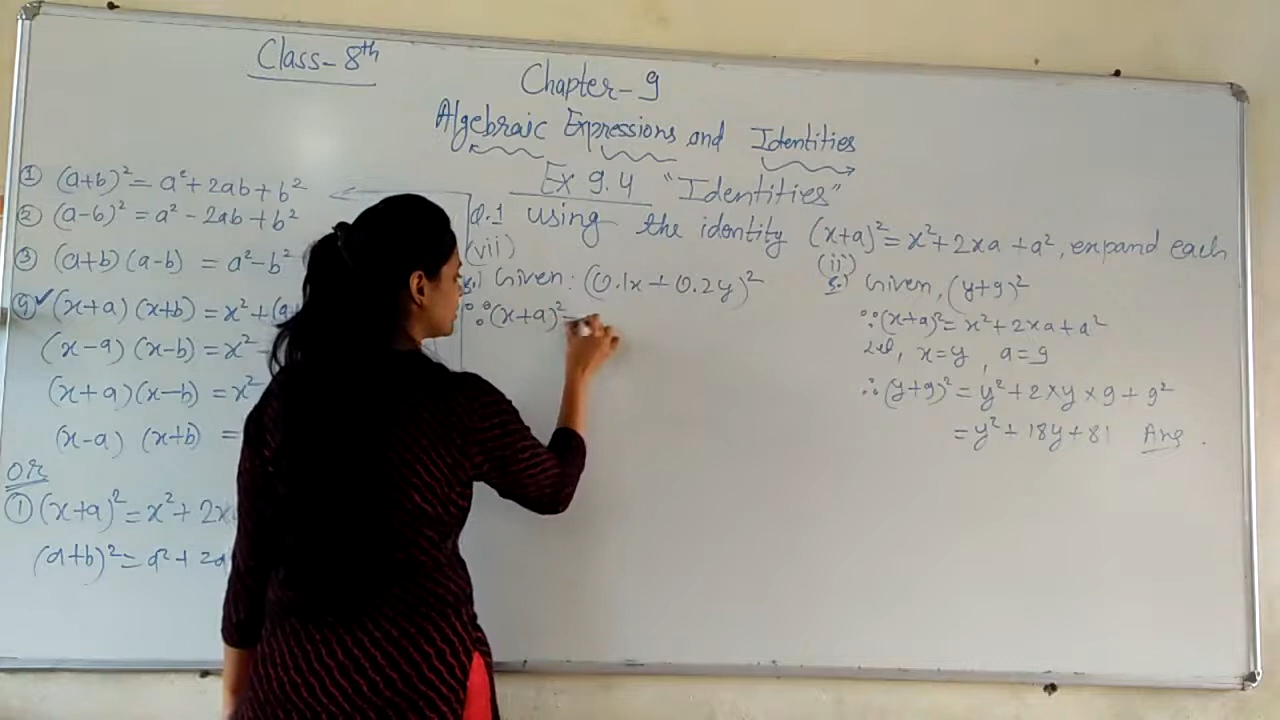 Class-8th
Chapter-9
Algebraic Expressions and Identities
Ex 9.4 "Identities"
① (a+b)² = a² + 2ab + b²
② (a-b)² = a² - 2ab + b²
③ (a+b)(a-b) = a² - b²
④ ✓ (x+a)(x+b) = x² + (a
(x-a)(x-b) = x² -
(x+a)(x-b) = x²
(x-a)(x+b) =
OR
① (x+a)² = x² + 2x
(a+b)² = a² + 2a
Q.1 using the identity (x+a)² = x² + 2xa + a², expand each
(vii)
Sol Given: (0.1x + 0.2y)²
∵ (x+a)² =
(ii)
Sol Given, (y+9)²
∵ (x+a)² = x² + 2xa + a²
Let, x=y, a=9
∴ (y+9)² = y² + 2×y×9 + 9²
= y² + 18y + 81 Ans.